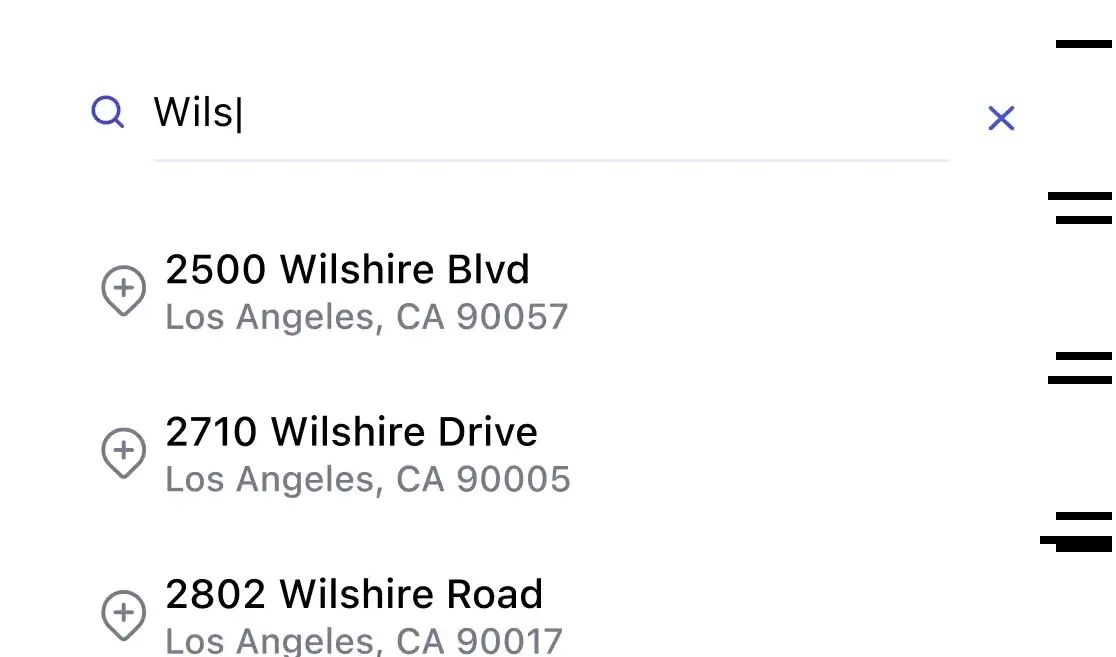 Wils
2500 Wilshire Blvd
Los Angeles, CA 90057
2710 Wilshire Drive
Los Angeles, CA 90005
2802 Wilshire Road
Los Angeles, CA 90017